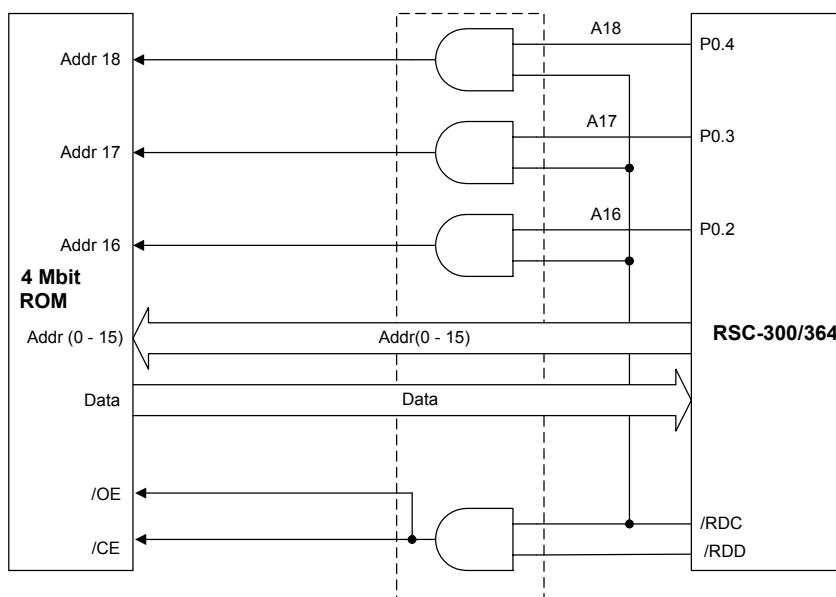 A18
P0.4
Addr 18
A17
P0.3
Addr 17
A16
P0.2
Addr 16
4 Mbit
ROM
RSC-300/364
Addr (0 - 15)
Addr(0 - 15)
Data
Data
/OE
/RDC
/CE
/RDD